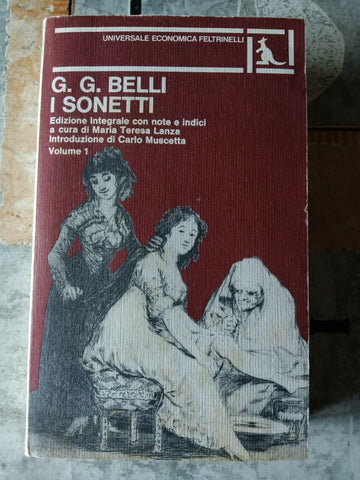 UNIVERSALE ECONOMICA FELTRINELLI
G. G. BELLI
I SONETTI
Edizione integrale con note e indici
a cura di Maria Teresa Lanza
Introduzione di Carlo Muscetta
Volume 1